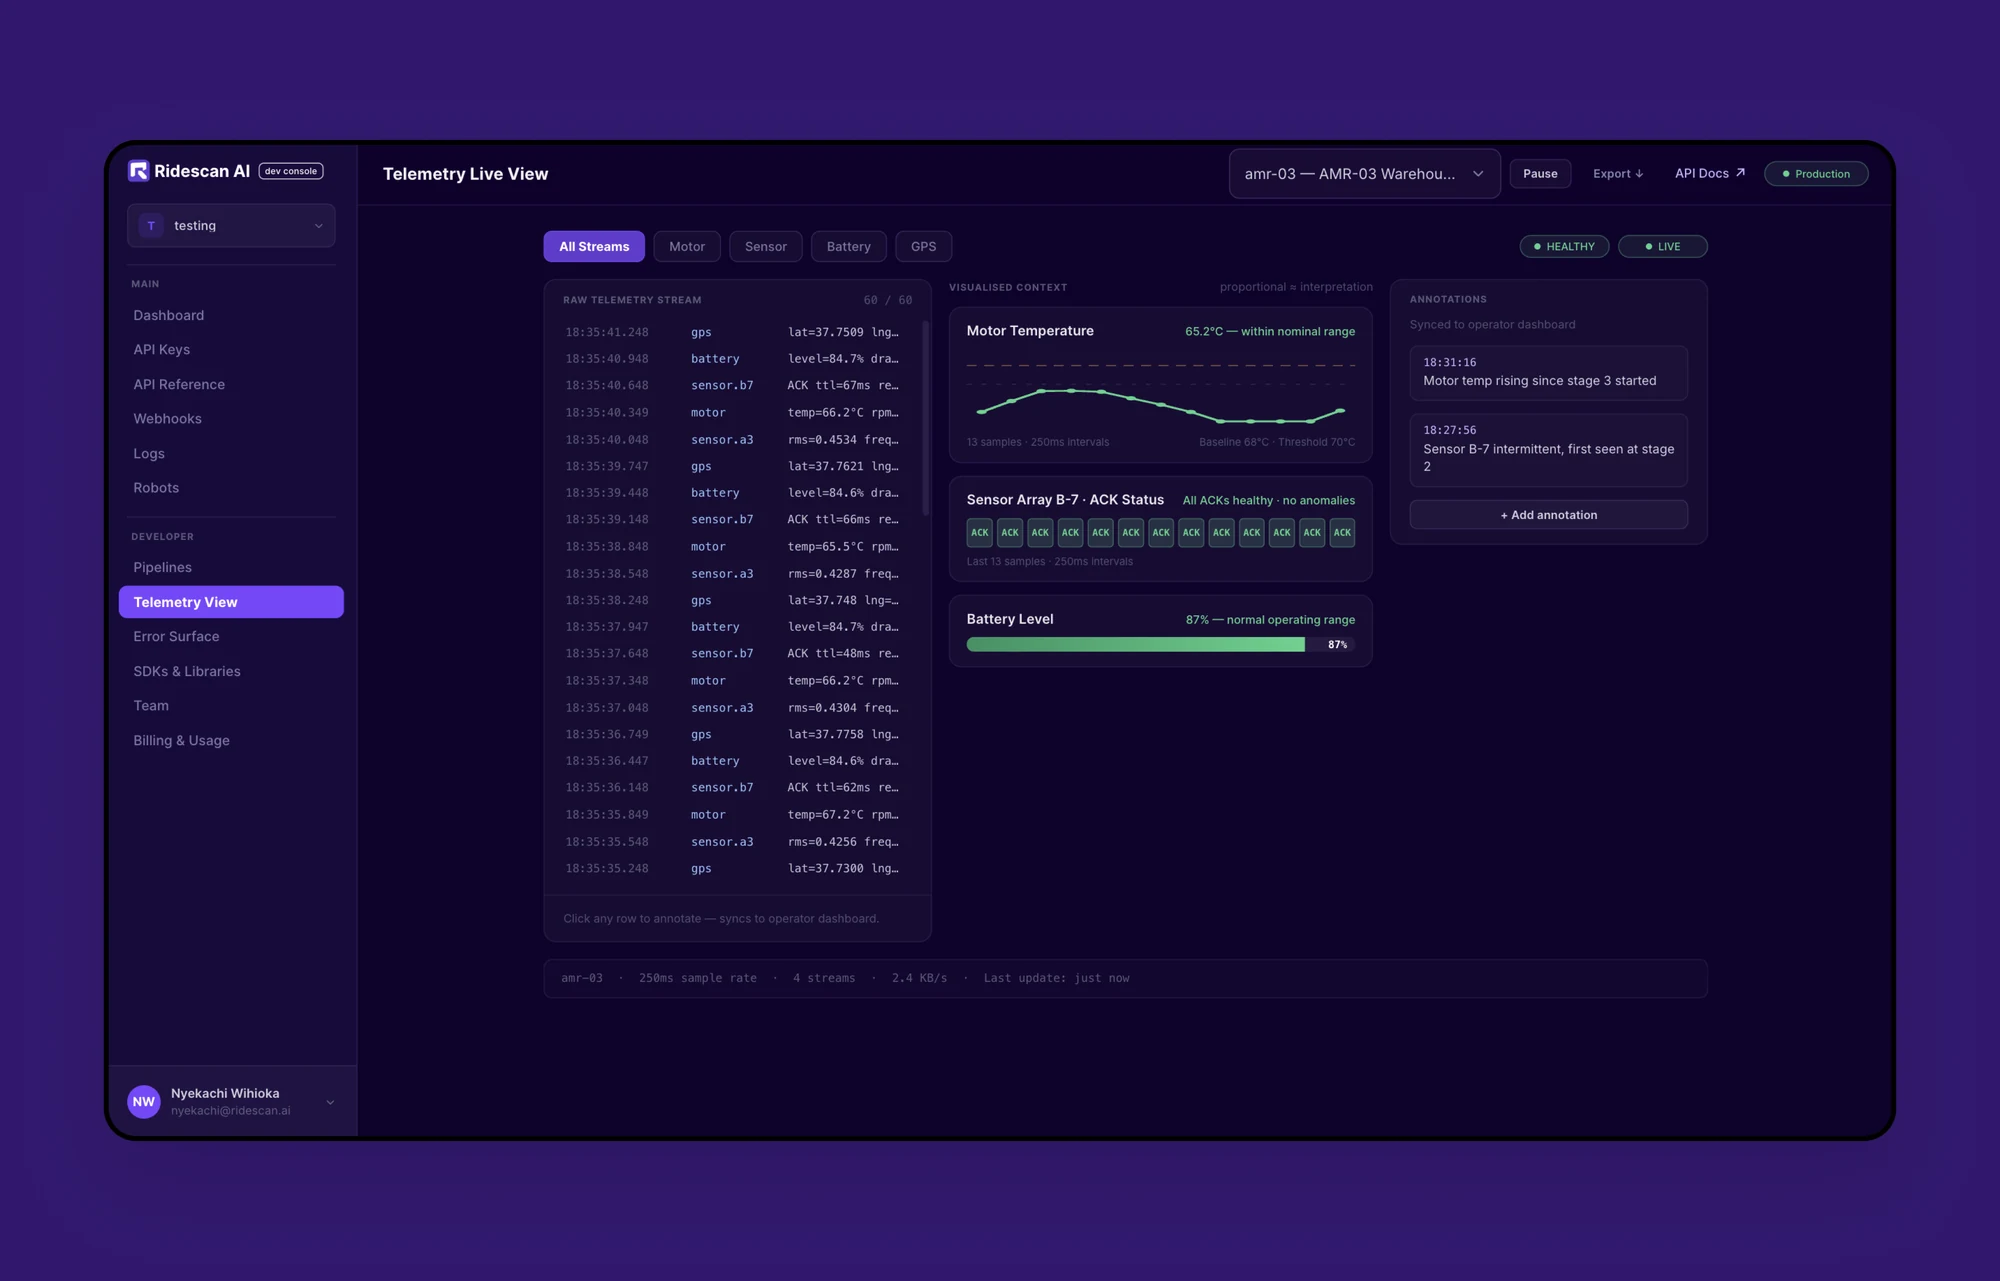 Ridescan AI dev console
T testing
MAIN
Dashboard
API Keys
API Reference
Webhooks
Logs
Robots
DEVELOPER
Pipelines
Telemetry View
Error Surface
SDKs & Libraries
Team
Billing & Usage
NW
Nyekachi Wihioka
nyekachi@ridescan.ai
Telemetry Live View
amr-03 — AMR-03 Warehou...
Pause
Export ↓
API Docs ↗
Production
All Streams
Motor
Sensor
Battery
GPS
HEALTHY
LIVE
RAW TELEMETRY STREAM 60 / 60
18:35:41.248 gps lat=37.7509 lng…
18:35:40.948 battery level=84.7% dra…
18:35:40.648 sensor.b7 ACK ttl=67ms re…
18:35:40.349 motor temp=66.2°C rpm…
18:35:40.048 sensor.a3 rms=0.4534 freq…
18:35:39.747 gps lat=37.7621 lng…
18:35:39.448 battery level=84.6% dra…
18:35:39.148 sensor.b7 ACK ttl=66ms re…
18:35:38.848 motor temp=65.5°C rpm…
18:35:38.548 sensor.a3 rms=0.4287 freq…
18:35:38.248 gps lat=37.748 lng=…
18:35:37.947 battery level=84.7% dra…
18:35:37.648 sensor.b7 ACK ttl=48ms re…
18:35:37.348 motor temp=66.2°C rpm…
18:35:37.048 sensor.a3 rms=0.4304 freq…
18:35:36.749 gps lat=37.7758 lng…
18:35:36.447 battery level=84.6% dra…
18:35:36.148 sensor.b7 ACK ttl=62ms re…
18:35:35.849 motor temp=67.2°C rpm…
18:35:35.548 sensor.a3 rms=0.4256 freq…
18:35:35.248 gps lat=37.7300 lng…
Click any row to annotate — syncs to operator dashboard.
VISUALISED CONTEXT proportional ≈ interpretation
Motor Temperature 65.2°C — within nominal range
13 samples · 250ms intervals Baseline 68°C · Threshold 70°C
Sensor Array B-7 · ACK Status All ACKs healthy · no anomalies
ACK ACK ACK ACK ACK ACK ACK ACK ACK ACK ACK ACK ACK
Last 13 samples · 250ms intervals
Battery Level 87% — normal operating range
87%
ANNOTATIONS
Synced to operator dashboard
18:31:16
Motor temp rising since stage 3 started
18:27:56
Sensor B-7 intermittent, first seen at stage
2
+ Add annotation
amr-03 · 250ms sample rate · 4 streams · 2.4 KB/s · Last update: just now